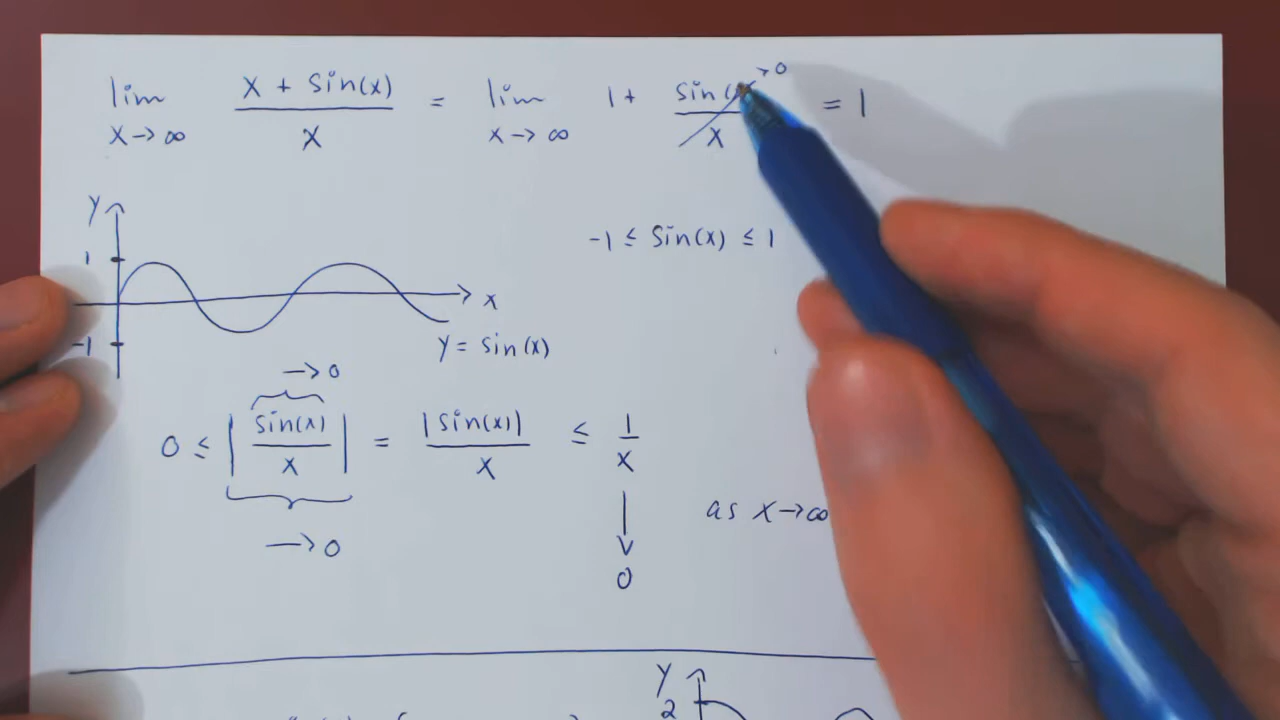 lim x→∞ (x + sin(x))/x = lim x→∞ 1 + sin(x)/x →0 = 1
y
1
-1 ≤ sin(x) ≤ 1
x
-1
y = sin(x)
→0
0 ≤ |sin(x)/x| = |sin(x)|/x ≤ 1/x
as x→∞
→0
0
y
2